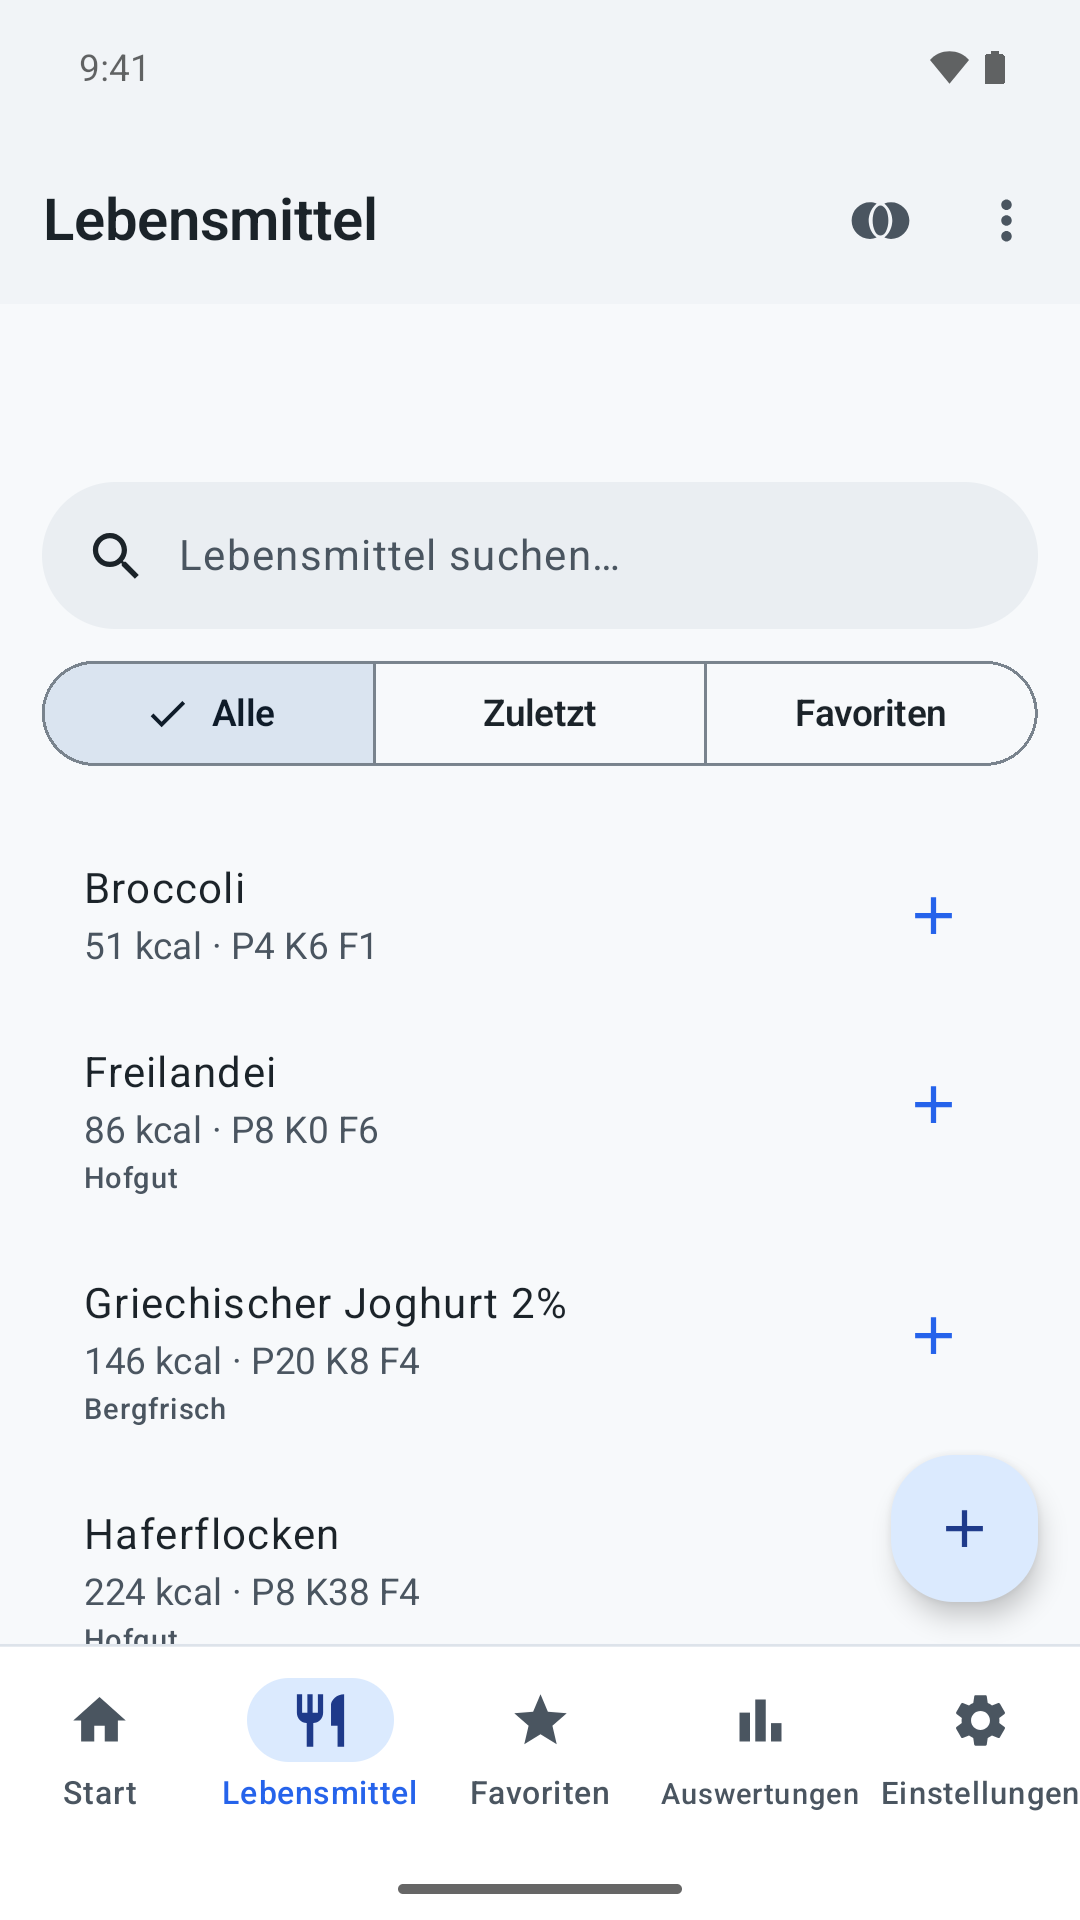 9:41
Lebensmittel
Lebensmittel suchen…
Alle
Zuletzt
Favoriten
Broccoli
51 kcal · P4 K6 F1
Freilandei
86 kcal · P8 K0 F6
Hofgut
Griechischer Joghurt 2%
146 kcal · P20 K8 F4
Bergfrisch
Haferflocken
224 kcal · P8 K38 F4
Hofgut
Start
Lebensmittel
Favoriten
Auswertungen
Einstellungen